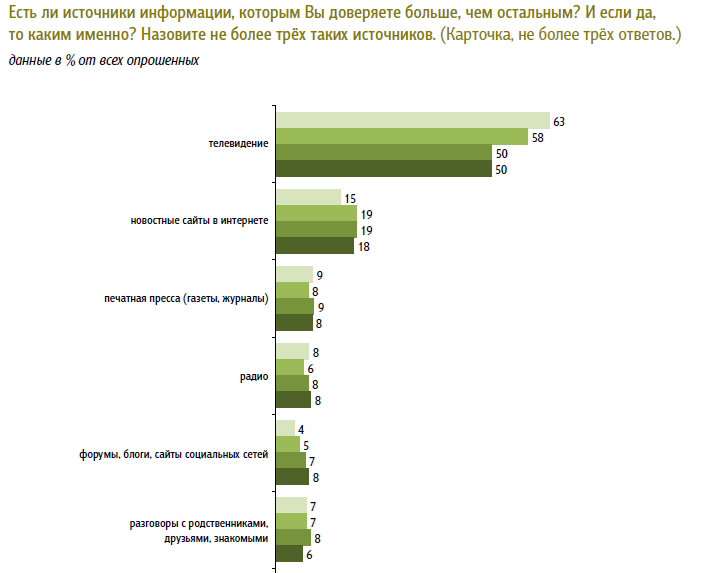 Есть ли источники информации, которым Вы доверяете больше, чем остальным? И если да,
то каким именно? Назовите не более трёх таких источников. (Карточка, не более трёх ответов.)
данные в % от всех опрошенных
телевидение
63
58
50
50
новостные сайты в интернете
15
19
19
18
печатная пресса (газеты, журналы)
9
8
9
8
радио
8
6
8
8
форумы, блоги, сайты социальных сетей
4
5
7
8
разговоры с родственниками,
друзьями, знакомыми
7
7
8
6